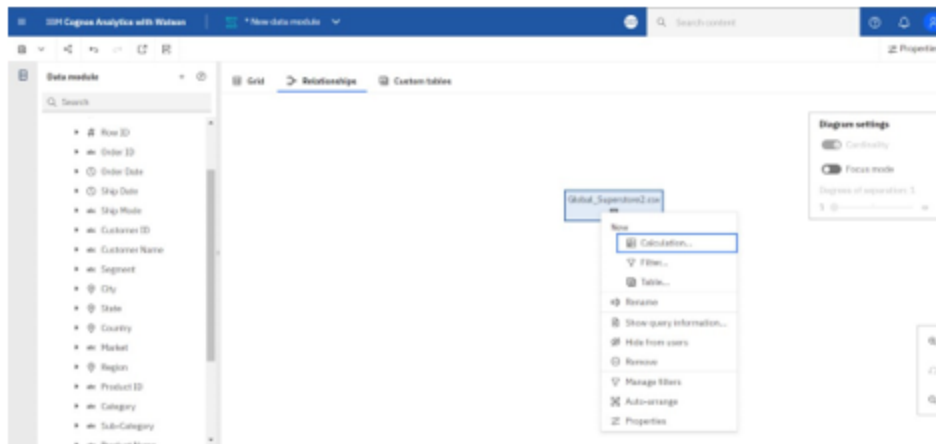 IBM Cognos Analytics with Watson
* New data module
Search content
Properties
Data module
Grid
Relationships
Custom tables
Search
Row ID
Order ID
Order Date
Ship Date
Ship Mode
Customer ID
Customer Name
Segment
City
State
Country
Market
Region
Product ID
Category
Sub-Category
Product Name
Global_Superstore2.csv
New
Calculation...
Filter...
Table...
Rename
Show query information...
Hide from users
Remove
Manage filters
Auto-arrange
Properties
Diagram settings
Cardinality
Focus mode
Degrees of separation: 1
1